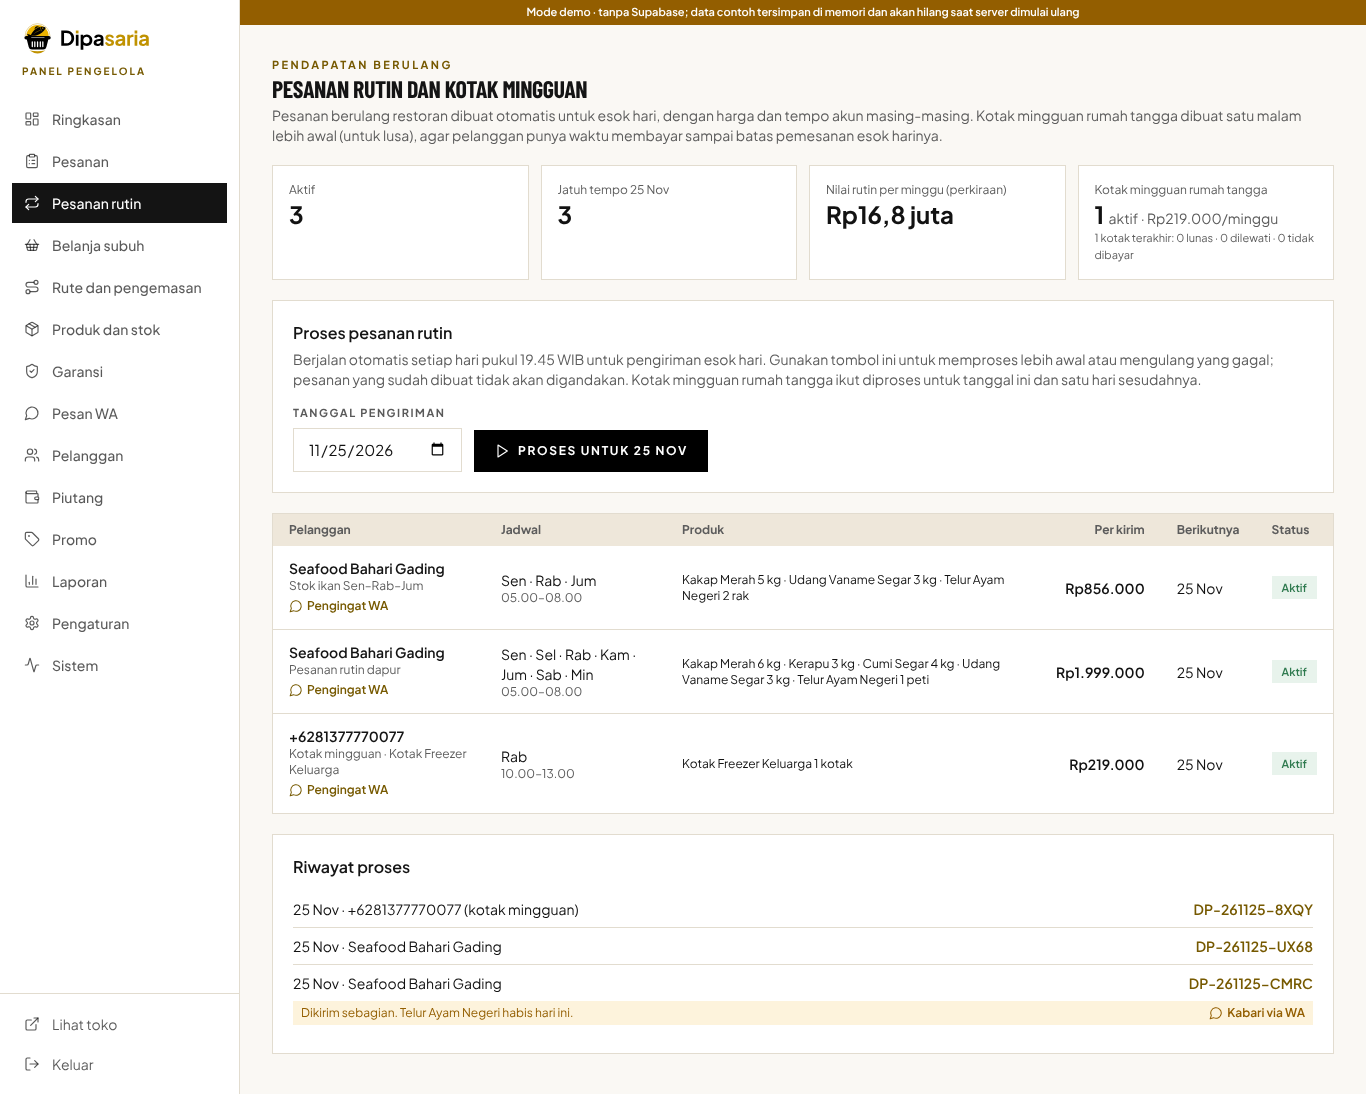 Mode demo · tanpa Supabase; data contoh tersimpan di memori dan akan hilang saat server dimulai ulang
Dipasaria
PANEL PENGELOLA
Ringkasan
Pesanan
Pesanan rutin
Belanja subuh
Rute dan pengemasan
Produk dan stok
Garansi
Pesan WA
Pelanggan
Piutang
Promo
Laporan
Pengaturan
Sistem
Lihat toko
Keluar
PENDAPATAN BERULANG
PESANAN RUTIN DAN KOTAK MINGGUAN
Pesanan berulang restoran dibuat otomatis untuk esok hari, dengan harga dan tempo akun masing-masing. Kotak mingguan rumah tangga dibuat satu malam
lebih awal (untuk lusa), agar pelanggan punya waktu membayar sampai batas pemesanan esok harinya.
Aktif
3
Jatuh tempo 25 Nov
3
Nilai rutin per minggu (perkiraan)
Rp16,8 juta
Kotak mingguan rumah tangga
1 aktif · Rp219.000/minggu
1 kotak terakhir: 0 lunas · 0 dilewati · 0 tidak
dibayar
Proses pesanan rutin
Berjalan otomatis setiap hari pukul 19.45 WIB untuk pengiriman esok hari. Gunakan tombol ini untuk memproses lebih awal atau mengulang yang gagal;
pesanan yang sudah dibuat tidak akan digandakan. Kotak mingguan rumah tangga ikut diproses untuk tanggal ini dan satu hari sesudahnya.
TANGGAL PENGIRIMAN
11/25/2026
PROSES UNTUK 25 NOV
Pelanggan Jadwal Produk Per kirim Berikutnya Status
Seafood Bahari Gading
Stok ikan Sen–Rab–Jum
Pengingat WA
Sen · Rab · Jum
05.00–08.00
Kakap Merah 5 kg · Udang Vaname Segar 3 kg · Telur Ayam
Negeri 2 rak
Rp856.000
25 Nov
Aktif
Seafood Bahari Gading
Pesanan rutin dapur
Pengingat WA
Sen · Sel · Rab · Kam ·
Jum · Sab · Min
05.00–08.00
Kakap Merah 6 kg · Kerapu 3 kg · Cumi Segar 4 kg · Udang
Vaname Segar 3 kg · Telur Ayam Negeri 1 peti
Rp1.999.000
25 Nov
Aktif
+6281377770077
Kotak mingguan · Kotak Freezer
Keluarga
Pengingat WA
Rab
10.00–13.00
Kotak Freezer Keluarga 1 kotak
Rp219.000
25 Nov
Aktif
Riwayat proses
25 Nov · +6281377770077 (kotak mingguan) DP-261125-8XQY
25 Nov · Seafood Bahari Gading DP-261125-UX68
25 Nov · Seafood Bahari Gading DP-261125-CMRC
Dikirim sebagian. Telur Ayam Negeri habis hari ini. Kabari via WA